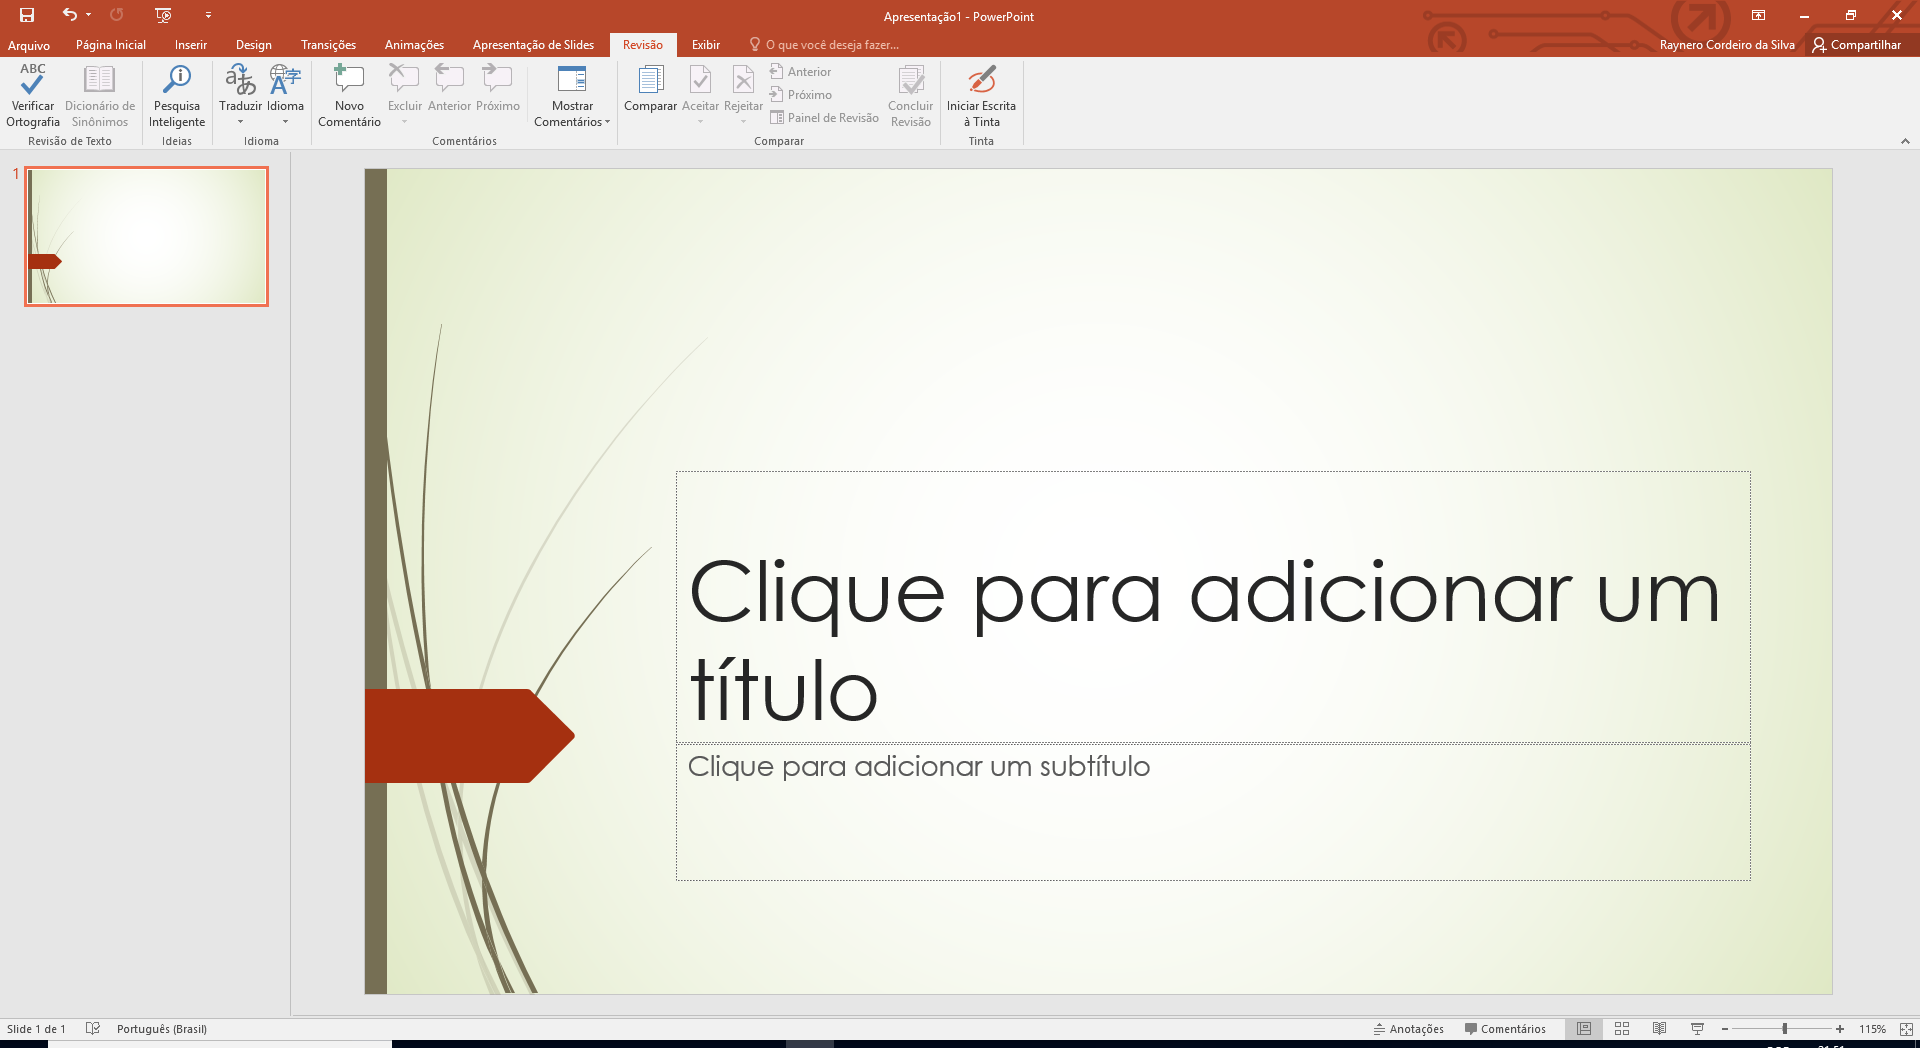 Apresentação1 - PowerPoint
Arquivo Página Inicial Inserir Design Transições Animações Apresentação de Slides Revisão Exibir O que você deseja fazer... Raynero Cordeiro da Silva Compartilhar
ABC
Verificar Ortografia
Dicionário de Sinônimos
Revisão de Texto
Pesquisa Inteligente
Ideias
Traduzir
Idioma
Idioma
Novo Comentário
Excluir
Anterior
Próximo
Mostrar Comentários
Comentários
Comparar
Aceitar
Rejeitar
Anterior
Próximo
Painel de Revisão
Concluir Revisão
Comparar
Iniciar Escrita à Tinta
Tinta
1
Clique para adicionar um
título
Clique para adicionar um subtítulo
Slide 1 de 1 Português (Brasil) Anotações Comentários 115%